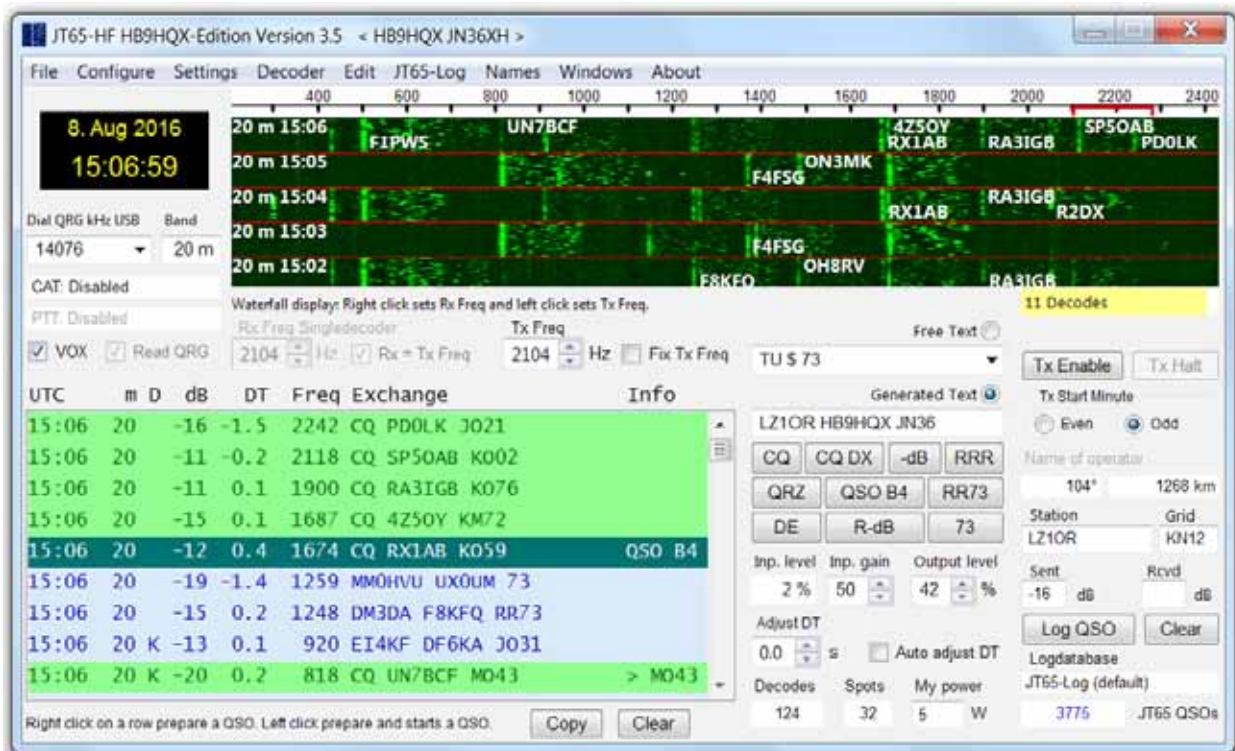 JT65-HF HB9HQX-Edition Version 3.5 < HB9HQX JN36XH >
File Configure Settings Decoder Edit JT65-Log Names Windows About
400 600 800 1000 1200 1400 1600 1800 2000 2200 2400
8. Aug 2016
15:06:59
20 m 15:06 UN7BCF 4Z5OY SP5OAB
F1PWS RX1AB RA3IGB PD0LK
20 m 15:05 ON3MK
F4FSG
20 m 15:04 RA3IGB
RX1AB R2DX
20 m 15:03
F4FSG
20 m 15:02 OH8RV
F8KFQ RA3IGB
Dial QRG kHz USB Band
14076 20 m
CAT: Disabled
PTT: Disabled
VOX Read QRG
Waterfall display: Right click sets Rx Freq and left click sets Tx Freq.
11 Decodes
Rx Freq Singledecoder Tx Freq Free Text
2104 Hz Rx = Tx Freq 2104 Hz Fix Tx Freq TU $ 73
Tx Enable Tx Halt
UTC m D dB DT Freq Exchange Info
15:06 20 -16 -1.5 2242 CQ PD0LK JO21
15:06 20 -11 -0.2 2118 CQ SP5OAB KO02
15:06 20 -11 0.1 1900 CQ RA3IGB KO76
15:06 20 -15 0.1 1687 CQ 4Z5OY KM72
15:06 20 -12 0.4 1674 CQ RX1AB KO59 QSO B4
15:06 20 -19 -1.4 1259 MM0HVU UX0UM 73
15:06 20 -15 0.2 1248 DM3DA F8KFQ RR73
15:06 20 K -13 0.1 920 EI4KF DF6KA JO31
15:06 20 K -20 0.2 818 CQ UN7BCF MO43 > MO43
Right click on a row prepare a QSO. Left click prepare and starts a QSO. Copy Clear
Generated Text
LZ1OR HB9HQX JN36
CQ CQ DX -dB RRR
QRZ QSO B4 RR73
DE R-dB 73
Inp. level Inp. gain Output level
2 % 50 42 %
Adjust DT
0.0 s Auto adjust DT
Decodes Spots My power
124 32 5 W
Tx Start Minute
Even Odd
Name of operator
104° 1268 km
Station Grid
LZ1OR KN12
Sent Rcvd
-16 dB dB
Log QSO Clear
Logdatabase
JT65-Log (default)
3775 JT65 QSOs